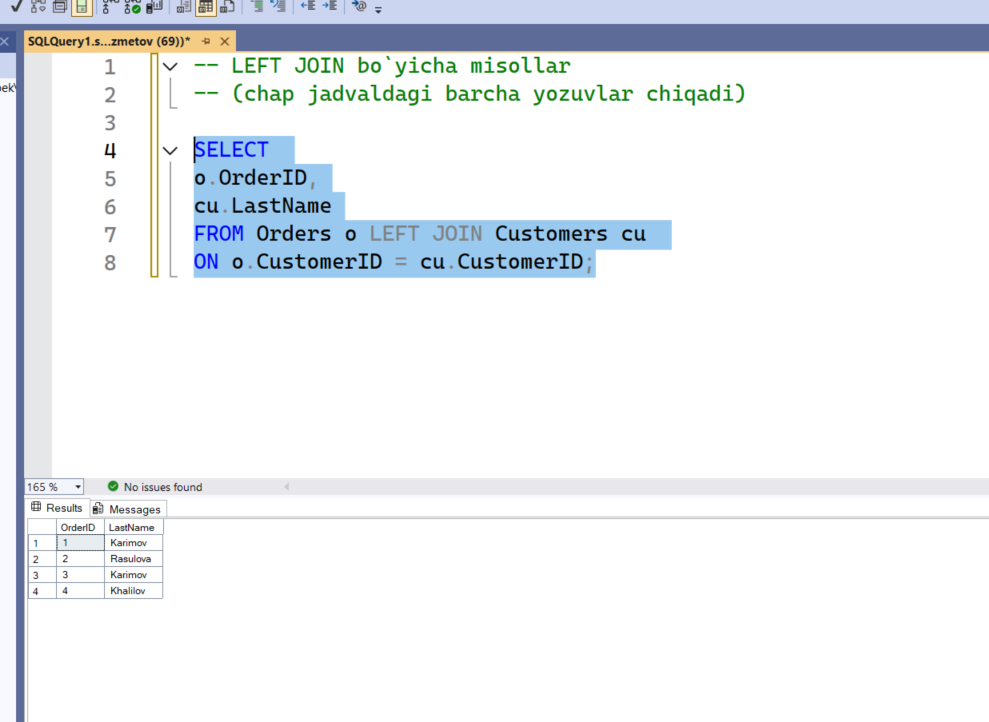 SQLQuery1.s...zmetov (69))*
1 -- LEFT JOIN bo`yicha misollar
2 -- (chap jadvaldagi barcha yozuvlar chiqadi)
3
4 SELECT
5 o.OrderID,
6 cu.LastName
7 FROM Orders o LEFT JOIN Customers cu
8 ON o.CustomerID = cu.CustomerID;
165 % No issues found
Results Messages
OrderID LastName
1 1 Karimov
2 2 Rasulova
3 3 Karimov
4 4 Khalilov